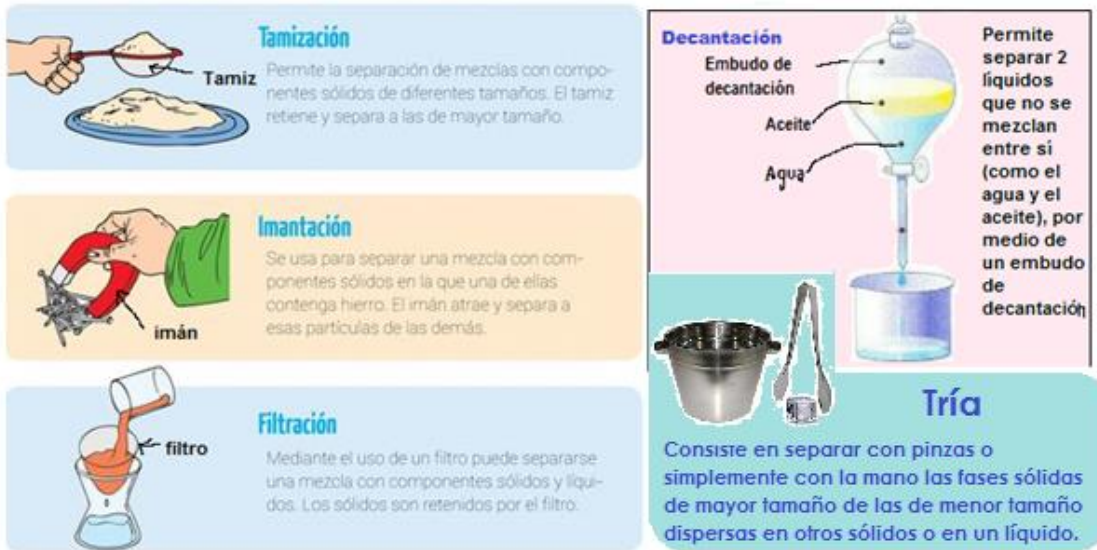 Tamización
Tamiz
Permite la separación de mezclas con compo-
nentes sólidos de diferentes tamaños. El tamiz
retiene y separa a las de mayor tamaño.
Imantación
Se usa para separar una mezcla con com-
ponentes sólidos en la que una de ellas
contenga hierro. El imán atrae y separa a
esas partículas de las demás.
imán
Filtración
filtro
Mediante el uso de un filtro puede separarse
una mezcla con componentes sólidos y líqui-
dos. Los sólidos son retenidos por el filtro.
Decantación
Embudo de
decantación
Aceite
Agua
Permite
separar 2
líquidos
que no se
mezclan
entre sí
(como el
agua y el
aceite), por
medio de
un embudo
de
decantación
Tría
Consiste en separar con pinzas o
simplemente con la mano las fases sólidas
de mayor tamaño de las de menor tamaño
dispersas en otros sólidos o en un líquido.